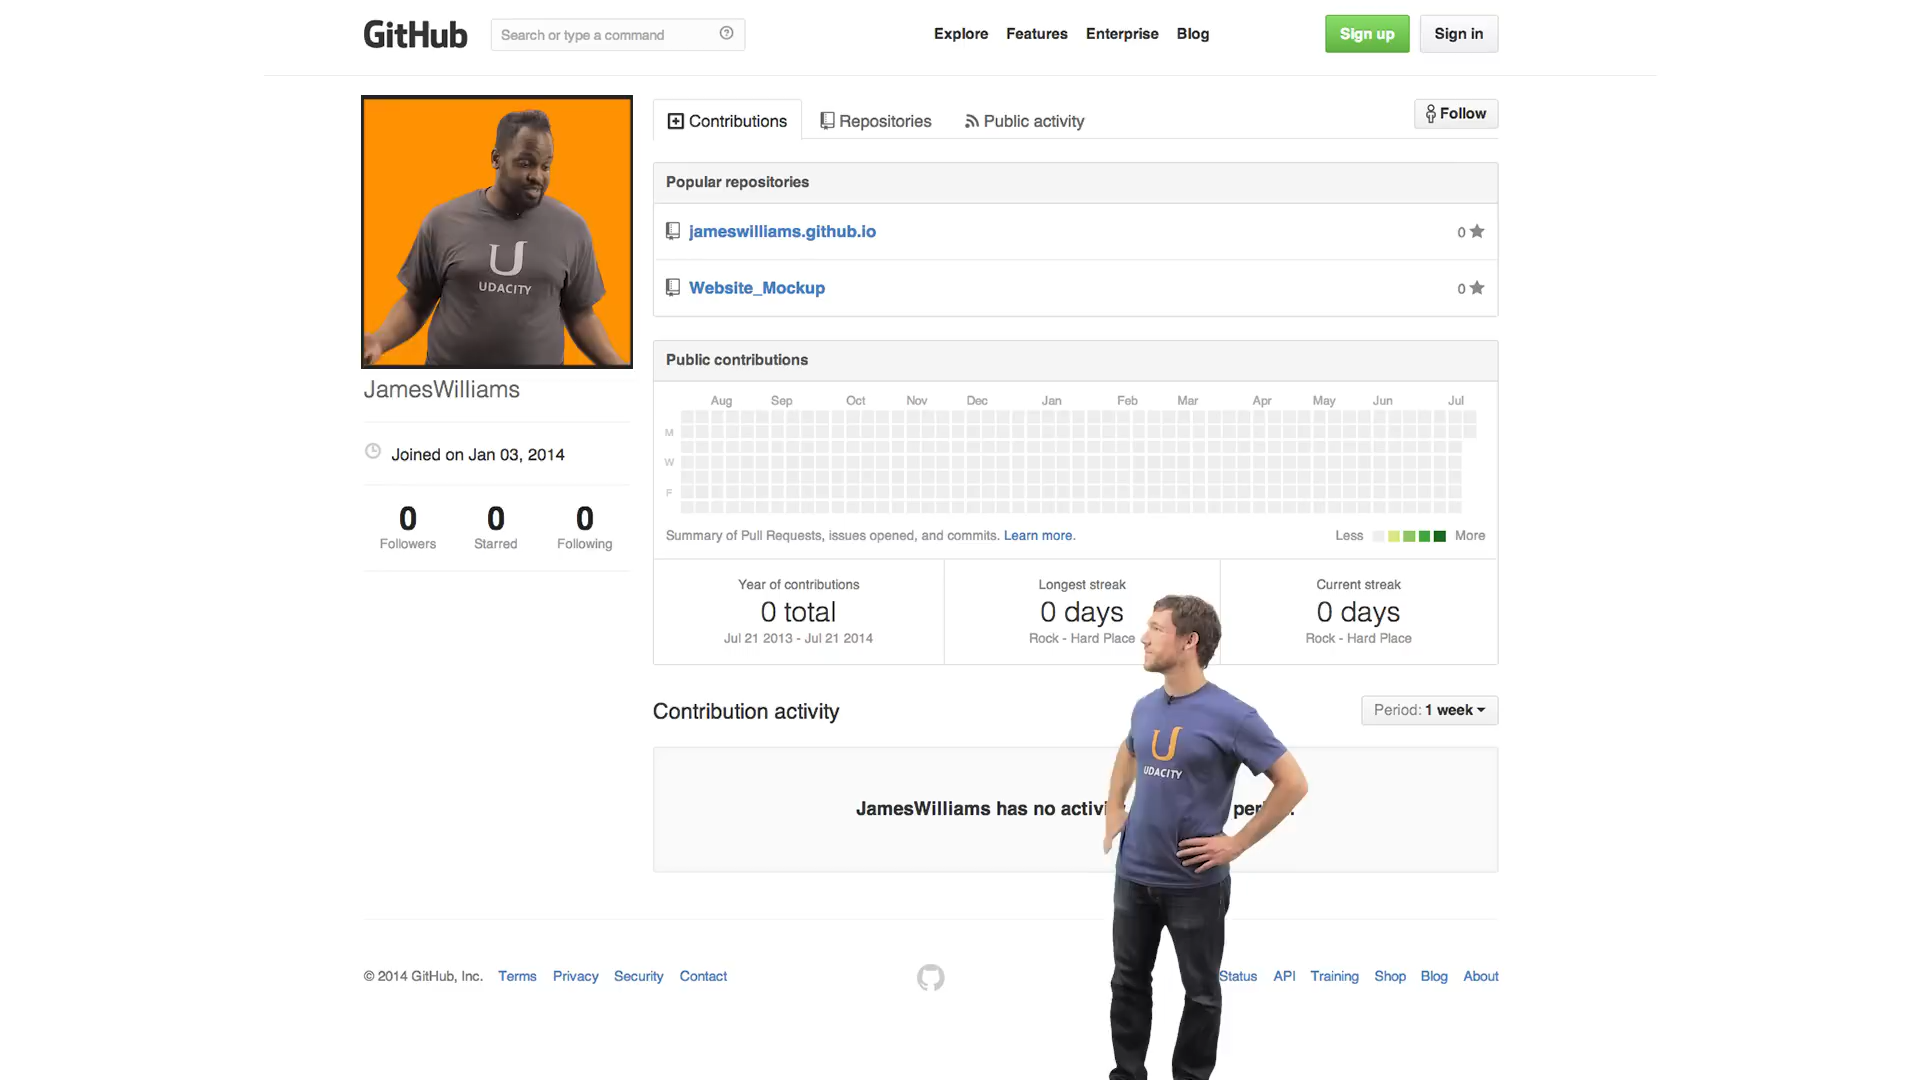 GitHub
Search or type a command
Explore Features Enterprise Blog
Sign up Sign in
Contributions Repositories Public activity
Follow
Popular repositories
jameswilliams.github.io 0
Website_Mockup 0
U
UDACITY
JamesWilliams
Joined on Jan 03, 2014
0 0 0
Followers Starred Following
Public contributions
Aug Sep Oct Nov Dec Jan Feb Mar Apr May Jun Jul
M
W
F
Summary of Pull Requests, issues opened, and commits. Learn more.
Less More
Year of contributions
0 total
Jul 21 2013 - Jul 21 2014
Longest streak
0 days
Rock - Hard Place
Current streak
0 days
Rock - Hard Place
Contribution activity
Period: 1 week
JamesWilliams has no
U
UDACITY
© 2014 GitHub, Inc. Terms Privacy Security Contact
Status API Training Shop Blog About